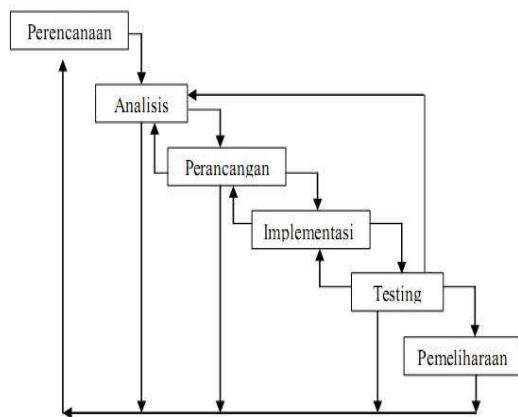 Perencanaan
Analisis
Perancangan
Implementasi
Testing
Pemeliharaan